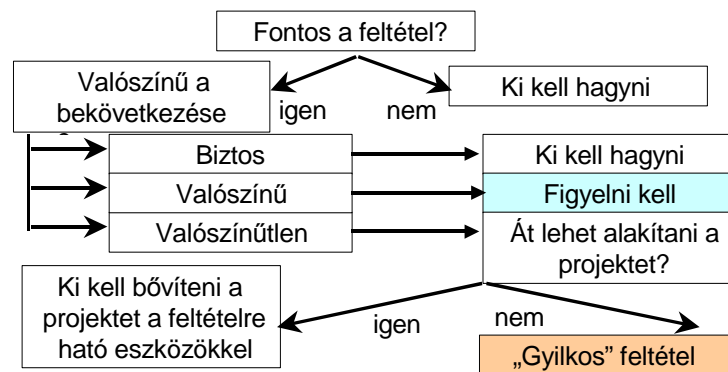 Fontos a feltétel?
Valószínű a
bekövetkezése
igen
nem
Ki kell hagyni
Biztos
Ki kell hagyni
Valószínű
Figyelni kell
Valószínűtlen
Át lehet alakítani a
projektet?
Ki kell bővíteni a
projektet a feltételre
ható eszközökkel
igen
nem
„Gyilkos” feltétel